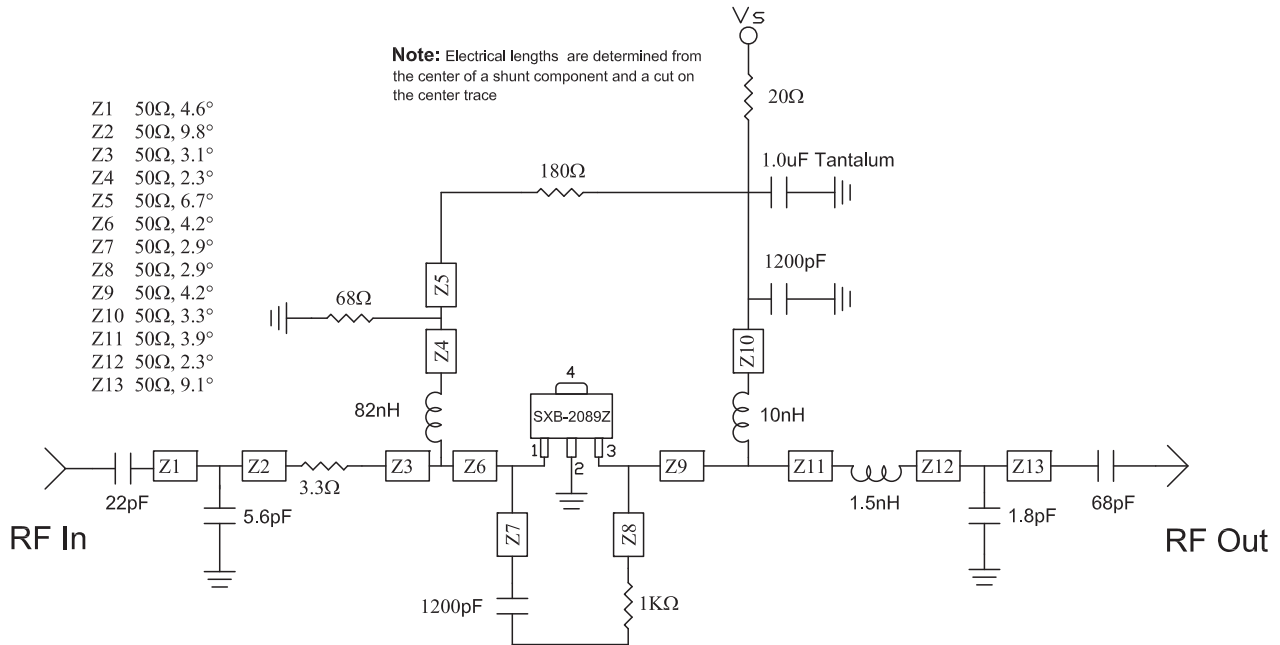 Vs
Note: Electrical lengths are determined from
the center of a shunt component and a cut on
the center trace
20Ω
Z1 50Ω, 4.6°
Z2 50Ω, 9.8°
Z3 50Ω, 3.1°
Z4 50Ω, 2.3°
Z5 50Ω, 6.7°
Z6 50Ω, 4.2°
Z7 50Ω, 2.9°
Z8 50Ω, 2.9°
Z9 50Ω, 4.2°
Z10 50Ω, 3.3°
Z11 50Ω, 3.9°
Z12 50Ω, 2.3°
Z13 50Ω, 9.1°
180Ω
1.0uF Tantalum
1200pF
Z5
68Ω
Z4
Z10
4
82nH
SXB-2089Z
10nH
1
2
3
Z1
Z2
Z3
Z6
Z9
Z11
Z12
Z13
22pF
3.3Ω
1.5nH
68pF
5.6pF
1.8pF
RF In
RF Out
Z7
Z8
1200pF
1KΩ